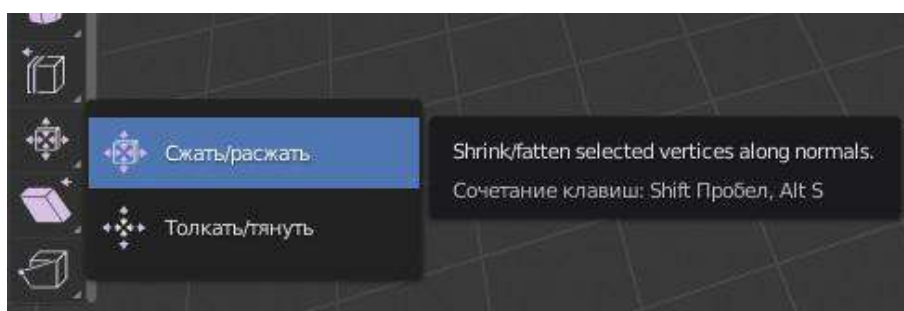 Сжать/расжать
Shrink/fatten selected vertices along normals.
Сочетание клавиш: Shift Пробел, Alt S
Толкать/тянуть